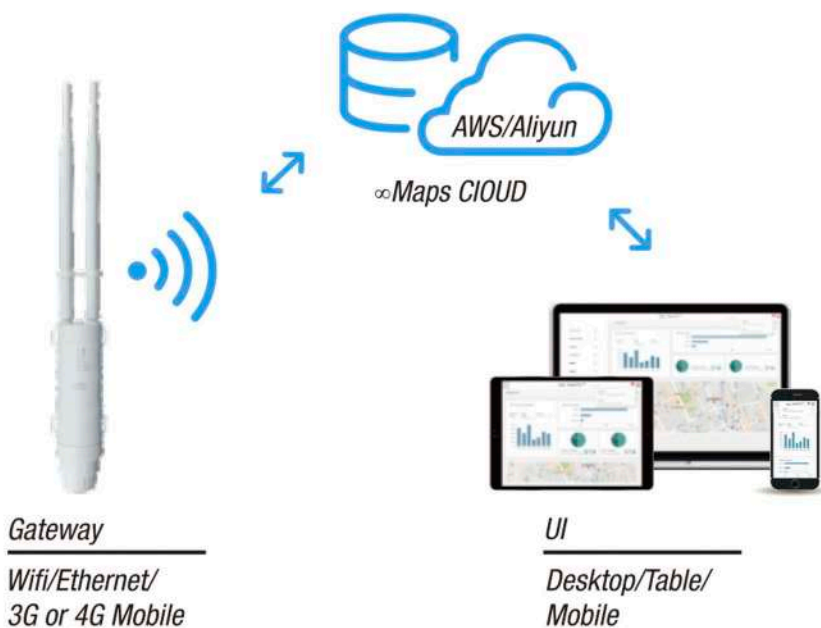 AWS/Aliyun
∞Maps ClOUD
Gateway
Wifi/Ethernet/
3G or 4G Mobile
UI
Desktop/Table/
Mobile